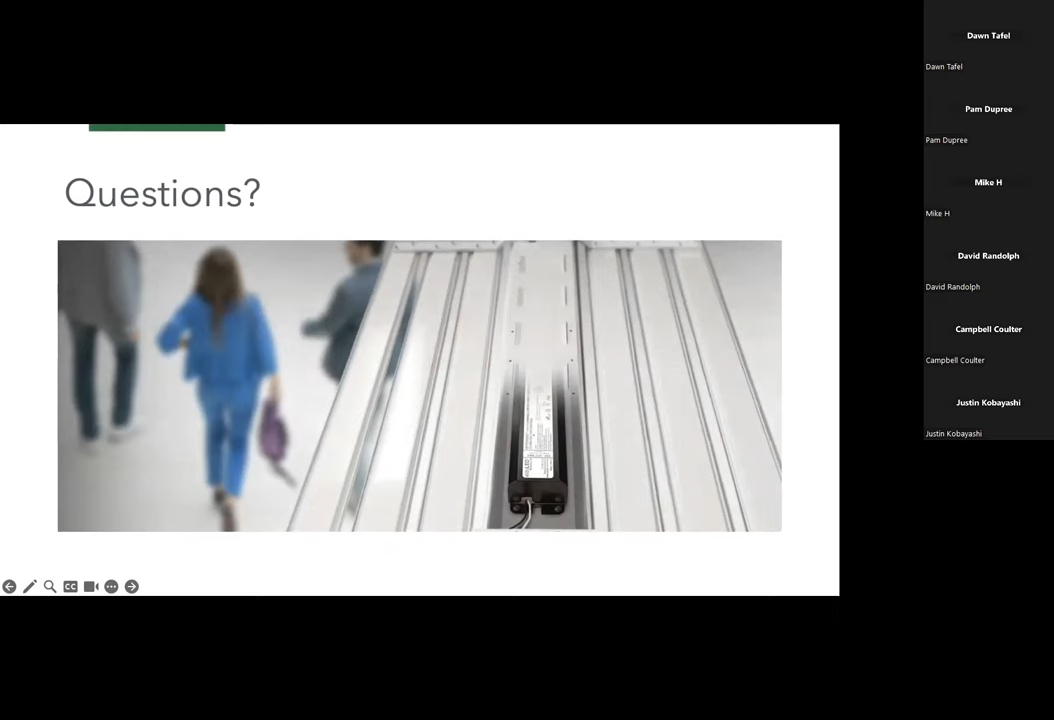 Questions?
CC
Dawn Tafel
Dawn Tafel
Pam Dupree
Pam Dupree
Mike H
Mike H
David Randolph
David Randolph
Campbell Coulter
Campbell Coulter
Justin Kobayashi
Justin Kobayashi